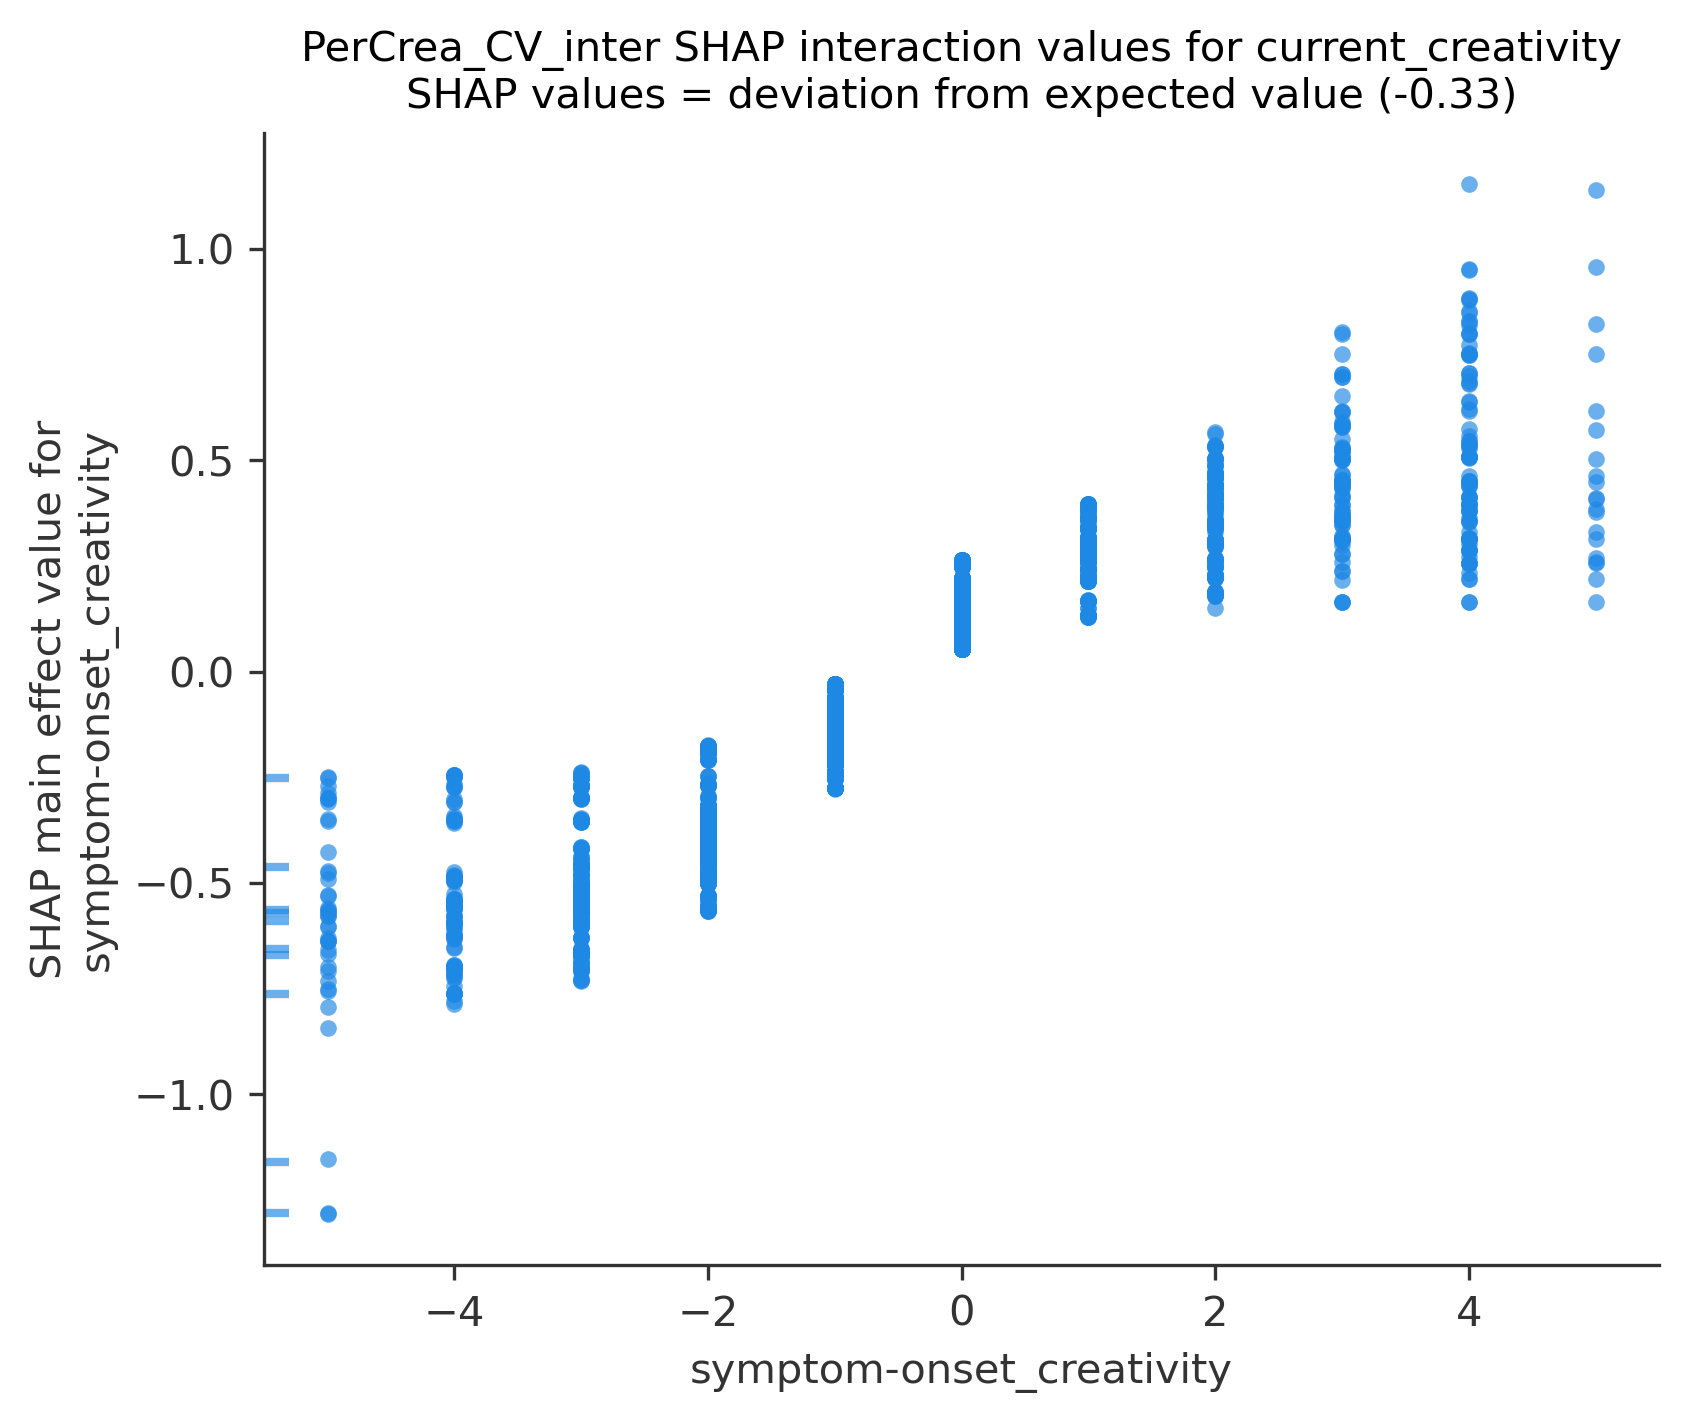 PerCrea_CV_inter SHAP interaction values for current_creativity
SHAP values = deviation from expected value (-0.33)
SHAP main effect value for
symptom-onset_creativity
1.0
0.5
0.0
−0.5
−1.0
−4
−2
0
2
4
symptom-onset_creativity